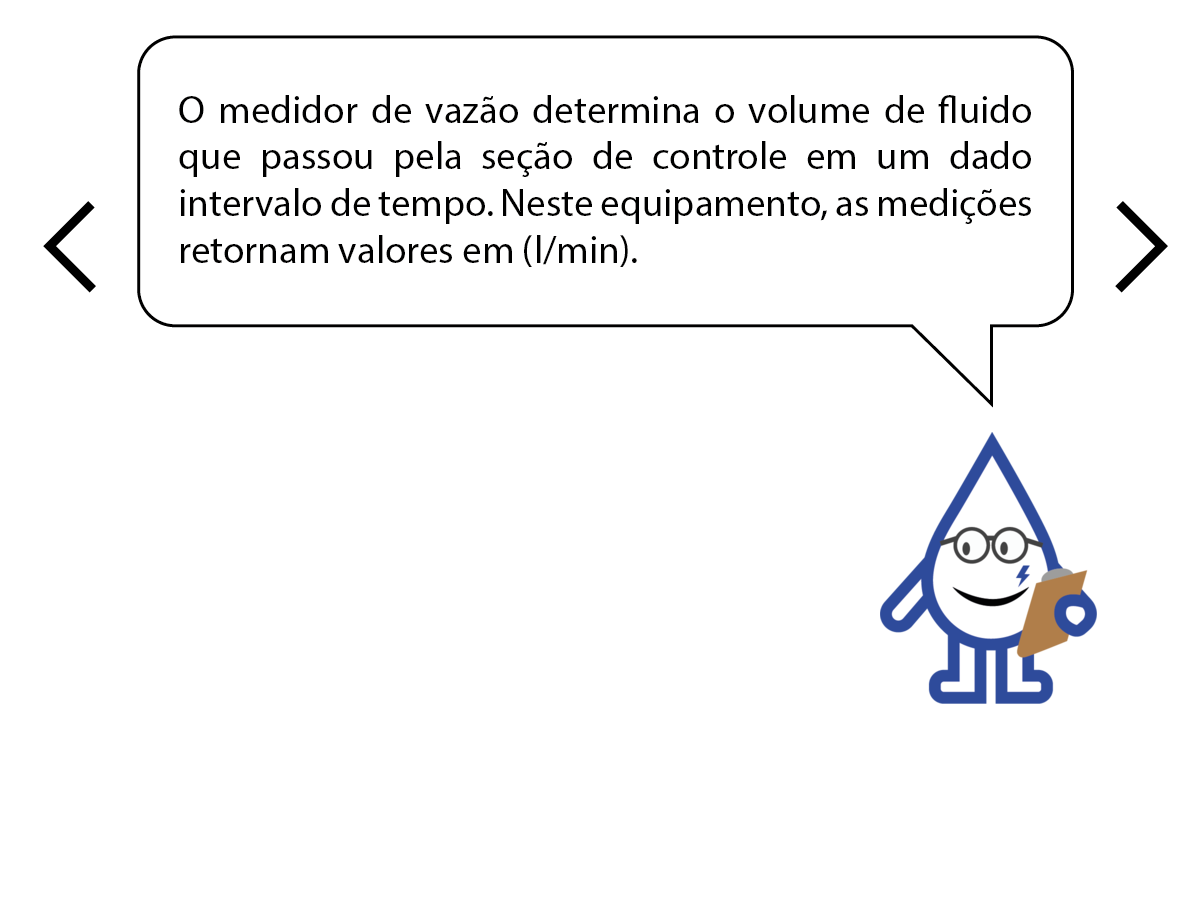 O medidor de vazão determina o volume de fluido
que passou pela seção de controle em um dado
intervalo de tempo. Neste equipamento, as medições
retornam valores em (l/min).